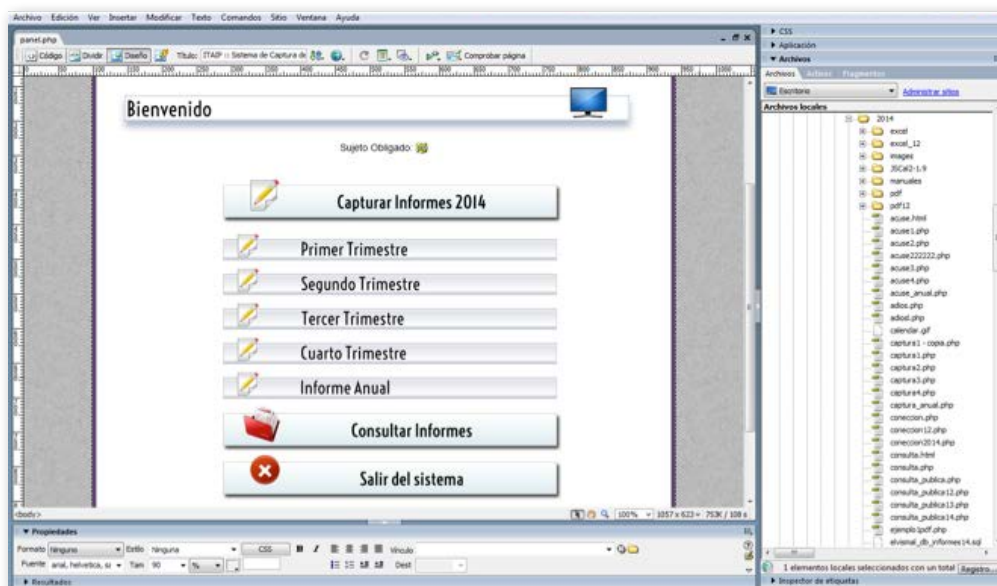 Archivo Edición Ver Insertar Modificar Texto Comandos Sitio Ventana Ayuda
panel.php
Código Dividir Diseño Título: ITAIP :: Sistema de Captura de Comprobar página
Bienvenido
Sujeto Obligado:
Capturar Informes 2014
Primer Trimestre
Segundo Trimestre
Tercer Trimestre
Cuarto Trimestre
Informe Anual
Consultar Informes
Salir del sistema
<body> 100% 1057 x 623 753K / 108 s
Propiedades
Formato Ninguno Estilo Ninguna CSS B I Vínculo
Fuente arial, helvetica, s Tam 90 % Dest
Resultados
CSS
Aplicación
Archivos
Archivos Activos Fragmentos
Escritorio Administrar sitios
Archivos locales
2014
excel
excel_12
images
JSCal2-1.9
manuales
pdf
pdf12
acuse.html
acuse1.php
acuse2.php
acuse222222.php
acuse3.php
acuse4.php
acuse_anual.php
adios.php
adiosl.php
calendar.gif
captura1 - copia.php
captura1.php
captura2.php
captura3.php
captura4.php
captura_anual.php
coneccion.php
coneccion12.php
coneccion2014.php
consulta.html
consulta.php
consulta_publica.php
consulta_publica12.php
consulta_publica13.php
consulta_publica14.php
ejemplo1pdf.php
elvismal_db_informes14.sql
1 elementos locales seleccionados con un total Registro...
Inspector de etiquetas